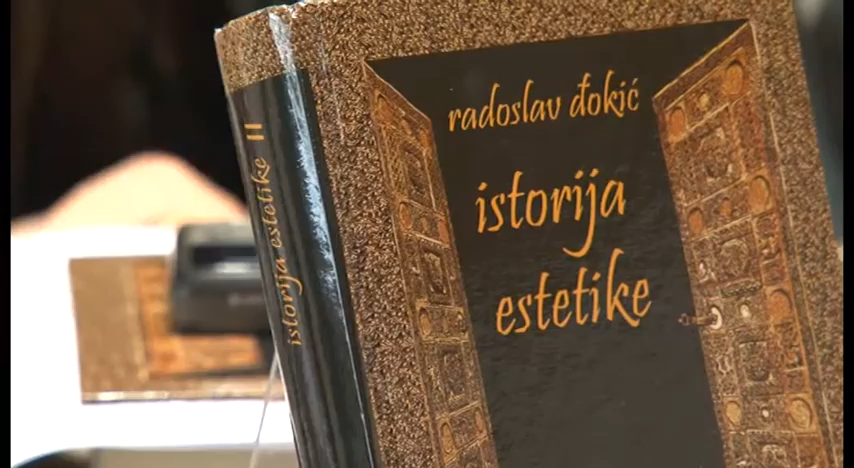 radoslav đokić
istorija
estetike
istorija estetike II